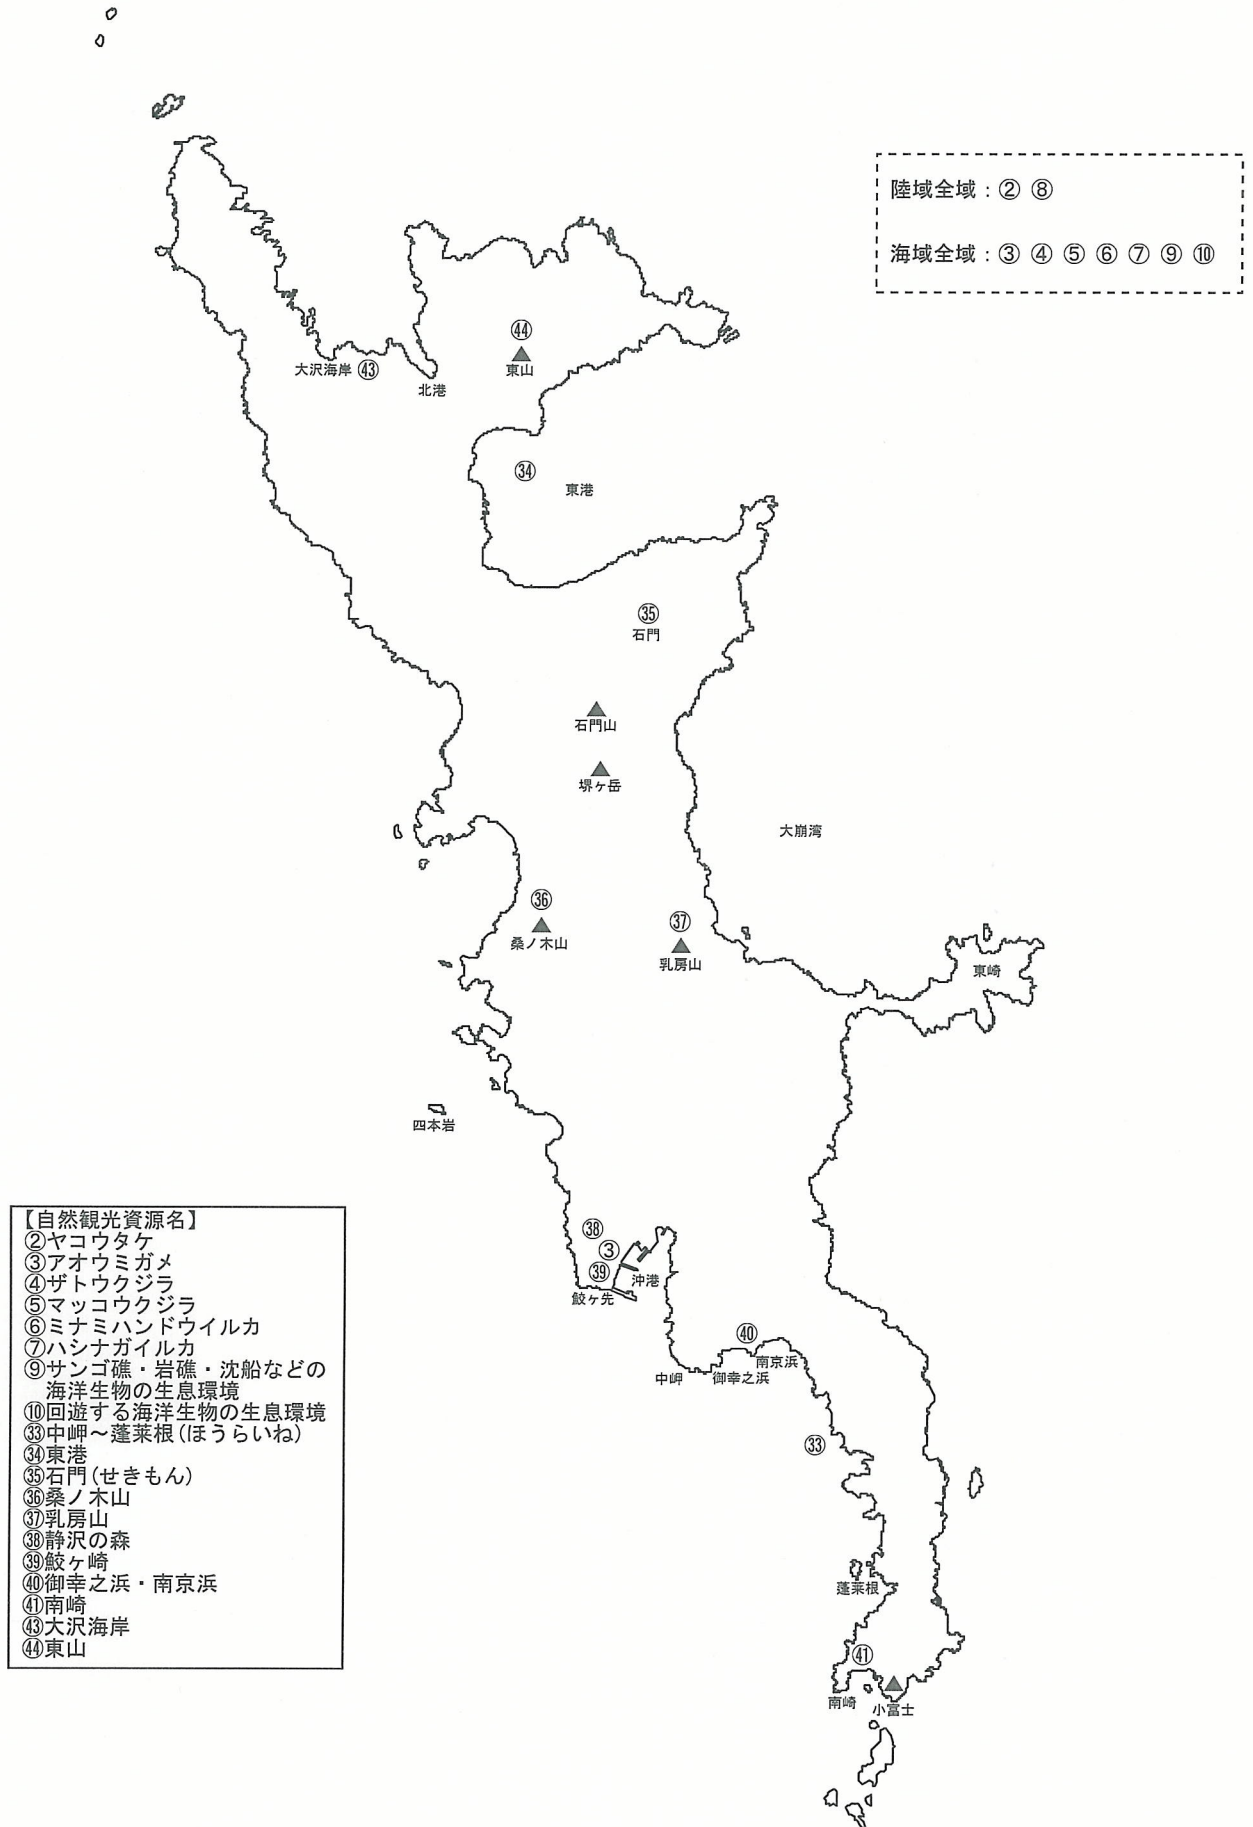 陸域全域：② ⑧
海域全域：③ ④ ⑤ ⑥ ⑦ ⑨ ⑩
㊹
東山
大沢海岸 ㊸
北港
㉞
東港
㉟
石門
石門山
堺ヶ岳
大崩湾
㊱
桑ノ木山
㊲
乳房山
東崎
四本岩
㊳
③
㊴
沖港
鮫ヶ先
㊵
南京浜
中岬
御幸之浜
㉝
蓬莱根
㊶
南崎
小富士
【自然観光資源名】
②ヤコウタケ
③アオウミガメ
④ザトウクジラ
⑤マッコウクジラ
⑥ミナミハンドウイルカ
⑦ハシナガイルカ
⑨サンゴ礁・岩礁・沈船などの
海洋生物の生息環境
⑩回遊する海洋生物の生息環境
㉝中岬～蓬莱根(ほうらいね)
㉞東港
㉟石門(せきもん)
㊱桑ノ木山
㊲乳房山
㊳静沢の森
㊴鮫ヶ崎
㊵御幸之浜・南京浜
㊶南崎
㊸大沢海岸
㊹東山